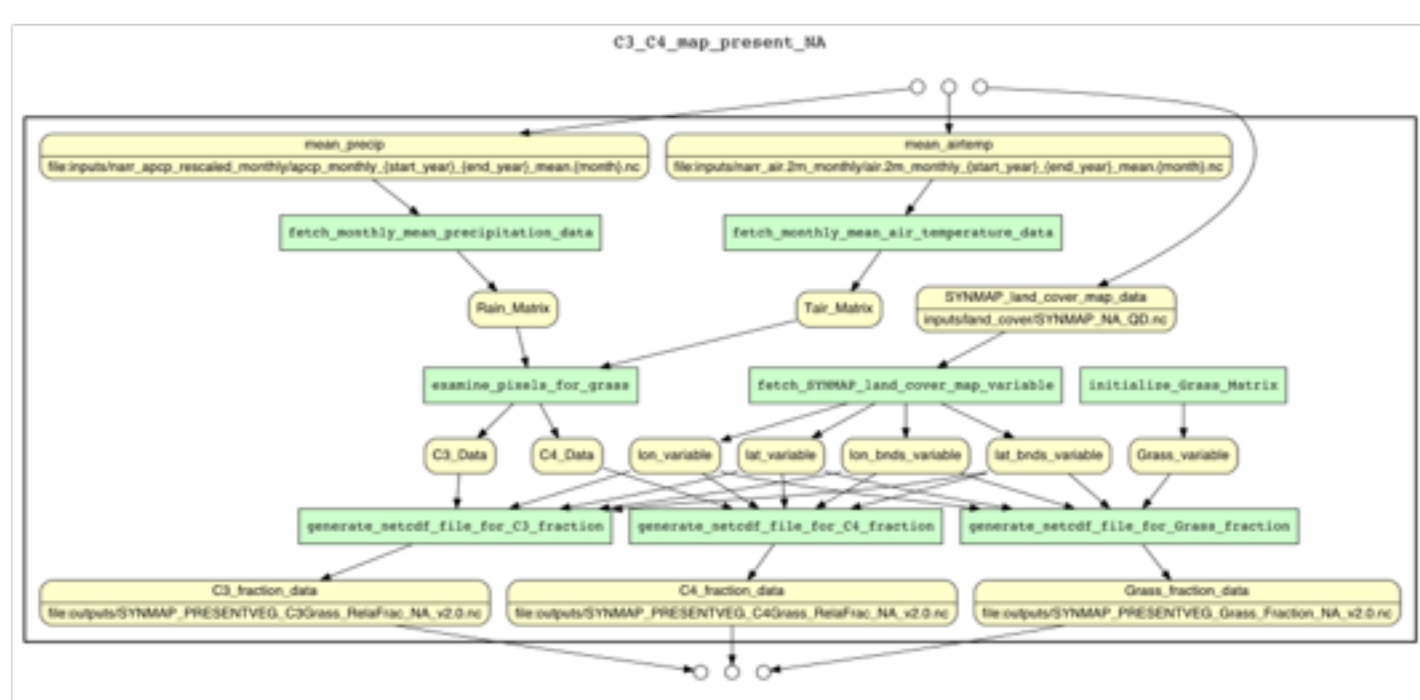 C3_C4_map_present_NA
mean_precip
file:inputs/narr_apcp_rescaled_monthly/apcp_monthly_{start_year}_{end_year}_mean.{month}.nc
mean_airtemp
file:inputs/narr_air.2m_monthly/air.2m_monthly_{start_year}_{end_year}_mean.{month}.nc
fetch_monthly_mean_precipitation_data
fetch_monthly_mean_air_temperature_data
Rain_Matrix
Tair_Matrix
SYNMAP_land_cover_map_data
inputs/land_cover/SYNMAP_NA_QD.nc
examine_pixels_for_grass
fetch_SYNMAP_land_cover_map_variable
initialize_Grass_Matrix
C3_Data
C4_Data
lon_variable
lat_variable
lon_bnds_variable
lat_bnds_variable
Grass_variable
generate_netcdf_file_for_C3_fraction
generate_netcdf_file_for_C4_fraction
generate_netcdf_file_for_Grass_fraction
C3_fraction_data
file:outputs/SYNMAP_PRESENTVEG_C3Grass_RelaFrac_NA_v2.0.nc
C4_fraction_data
file:outputs/SYNMAP_PRESENTVEG_C4Grass_RelaFrac_NA_v2.0.nc
Grass_fraction_data
file:outputs/SYNMAP_PRESENTVEG_Grass_Fraction_NA_v2.0.nc